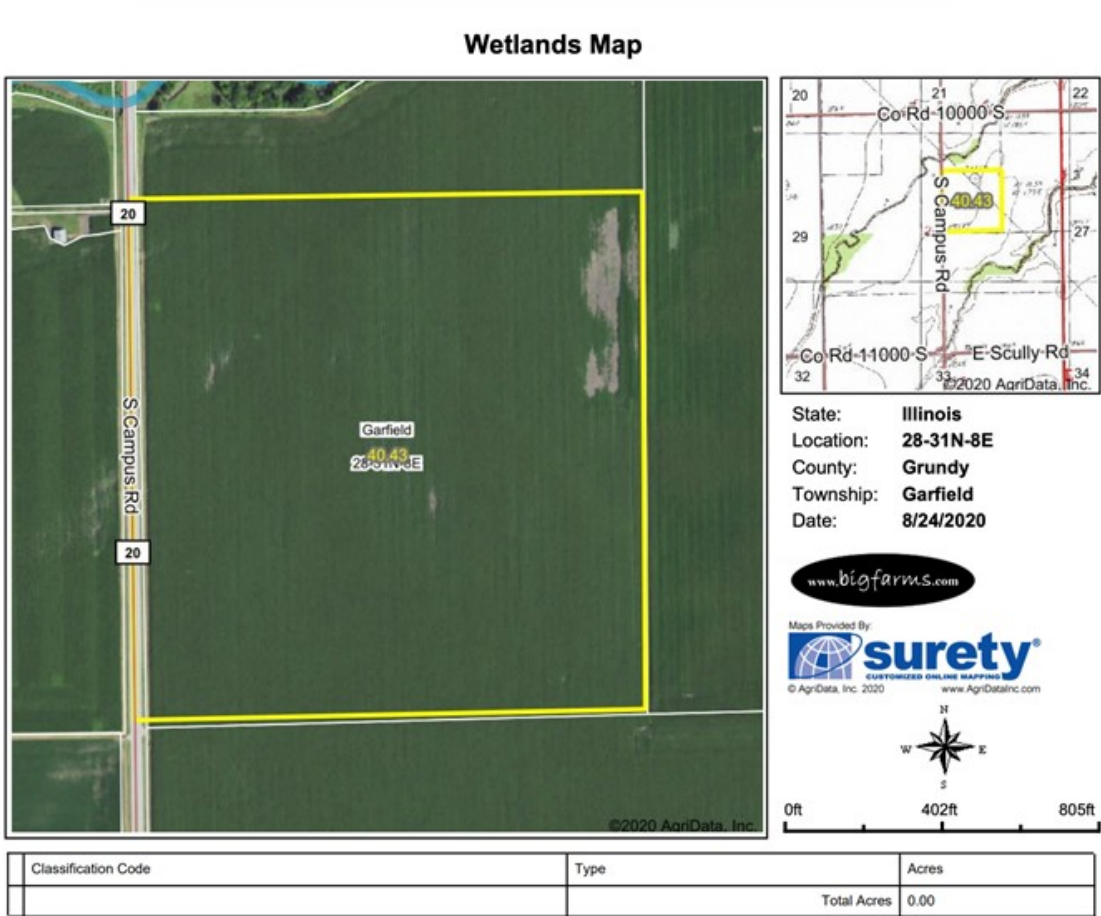 Wetlands Map
20
S Campus Rd
Garfield
40.43
28-31N-8E
20
©2020 AgriData, Inc.
20
21
22
Co Rd 10000 S
S Campus Rd
40.43
29
27
Co Rd 11000 S
E Scully Rd
32
33
34
©2020 AgriData, Inc.
State: Illinois
Location: 28-31N-8E
County: Grundy
Township: Garfield
Date: 8/24/2020
www.bigfarms.com
Maps Provided By:
surety®
CUSTOMIZED ONLINE MAPPING
© AgriData, Inc. 2020 www.AgriDataInc.com
N
W E
S
0ft 402ft 805ft
Classification Code Type Acres
Total Acres 0.00